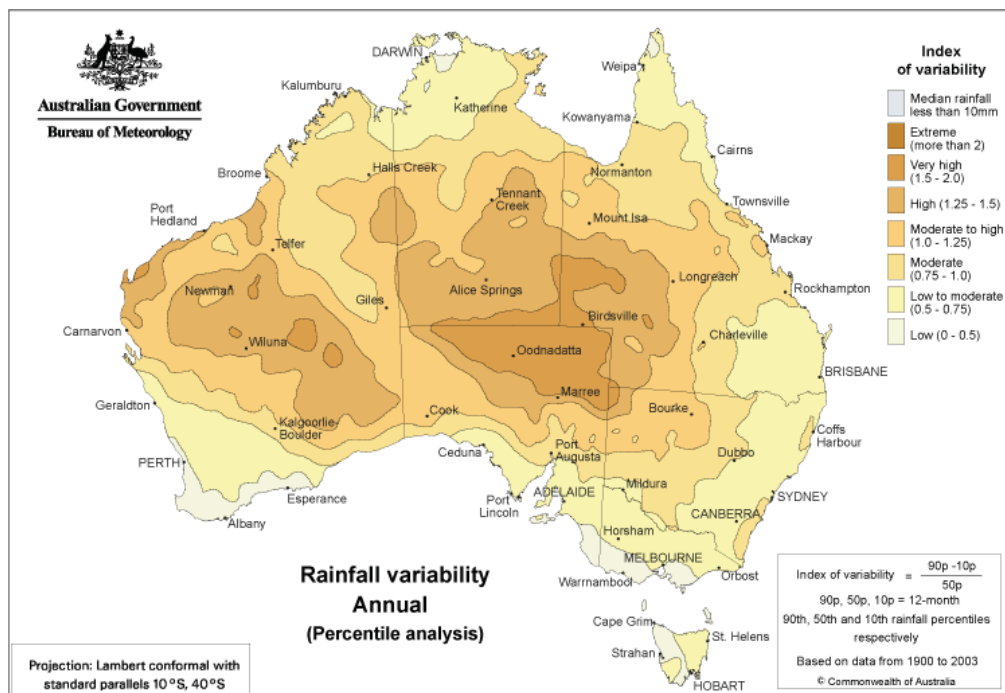 Australian Government
Bureau of Meteorology
DARWIN
Weipa
Kalumburu
Katherine
Kowanyama
Cairns
Broome
Halls Creek
Normanton
Tennant
Creek
Townsville
Port
Hedland
Mount Isa
Mackay
Telfer
Longreach
Newman
Alice Springs
Rockhampton
Giles
Carnarvon
Birdsville
Wiluna
Charleville
Oodnadatta
BRISBANE
Geraldton
Marree
Cook
Bourke
Kalgoorlie-
Boulder
Coffs
Harbour
Ceduna
Port
Augusta
Dubbo
PERTH
Esperance
Mildura
ADELAIDE
SYDNEY
Port
Lincoln
CANBERRA
Albany
Horsham
MELBOURNE
Warrnambool
Orbost
Cape Grim
St. Helens
Strahan
HOBART
Index
of variability
Median rainfall
less than 10mm
Extreme
(more than 2)
Very high
(1.5 - 2.0)
High (1.25 - 1.5)
Moderate to high
(1.0 - 1.25)
Moderate
(0.75 - 1.0)
Low to moderate
(0.5 - 0.75)
Low (0 - 0.5)
Rainfall variability
Annual
(Percentile analysis)
Projection: Lambert conformal with
standard parallels 10°S, 40°S
Index of variability = 90p -10p
50p
90p, 50p, 10p = 12-month
90th, 50th and 10th rainfall percentiles
respectively
Based on data from 1900 to 2003
© Commonwealth of Australia